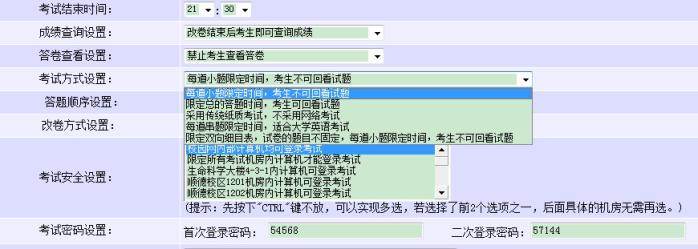 考试结束时间： 21 ： 30
成绩查询设置： 改卷结束后考生即可查询成绩
答卷查看设置： 禁止考生查看答卷
考试方式设置： 每道小题限定时间，考生不可回看试题
每道小题限定时间，考生不可回看试题
答题顺序设置： 限定总的答题时间，考生可回看试题
采用传统纸质考试，不采用网络考试
改卷方式设置： 每道串题限定时间，适合大学英语考试
限定双向细目表，试卷的题目不固定，每道小题限定时间，考生不可回看试题
校园网内部计算机均可登录考试
限定所有考试机房内计算机才能登录考试
考试安全设置： 生命科学大楼4-3-1内计算机可登录考试
顺德校区1201机房内计算机可登录考试
顺德校区1202机房内计算机可登录考试
(提示：先按下"CTRL"键不放，可以实现多选，若选择了前2个选项之一，后面具体的机房无需再选。)
考试密码设置： 首次登录密码： 54568 二次登录密码： 57144